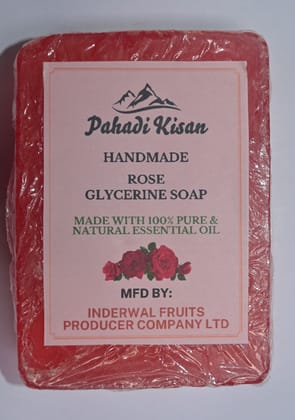 Pahadi Kisan
HANDMADE
ROSE
GLYCERINE SOAP
MADE WITH 100% PURE &
NATURAL ESSENTIAL OIL
MFD BY:
INDERWAL FRUITS
PRODUCER COMPANY LTD